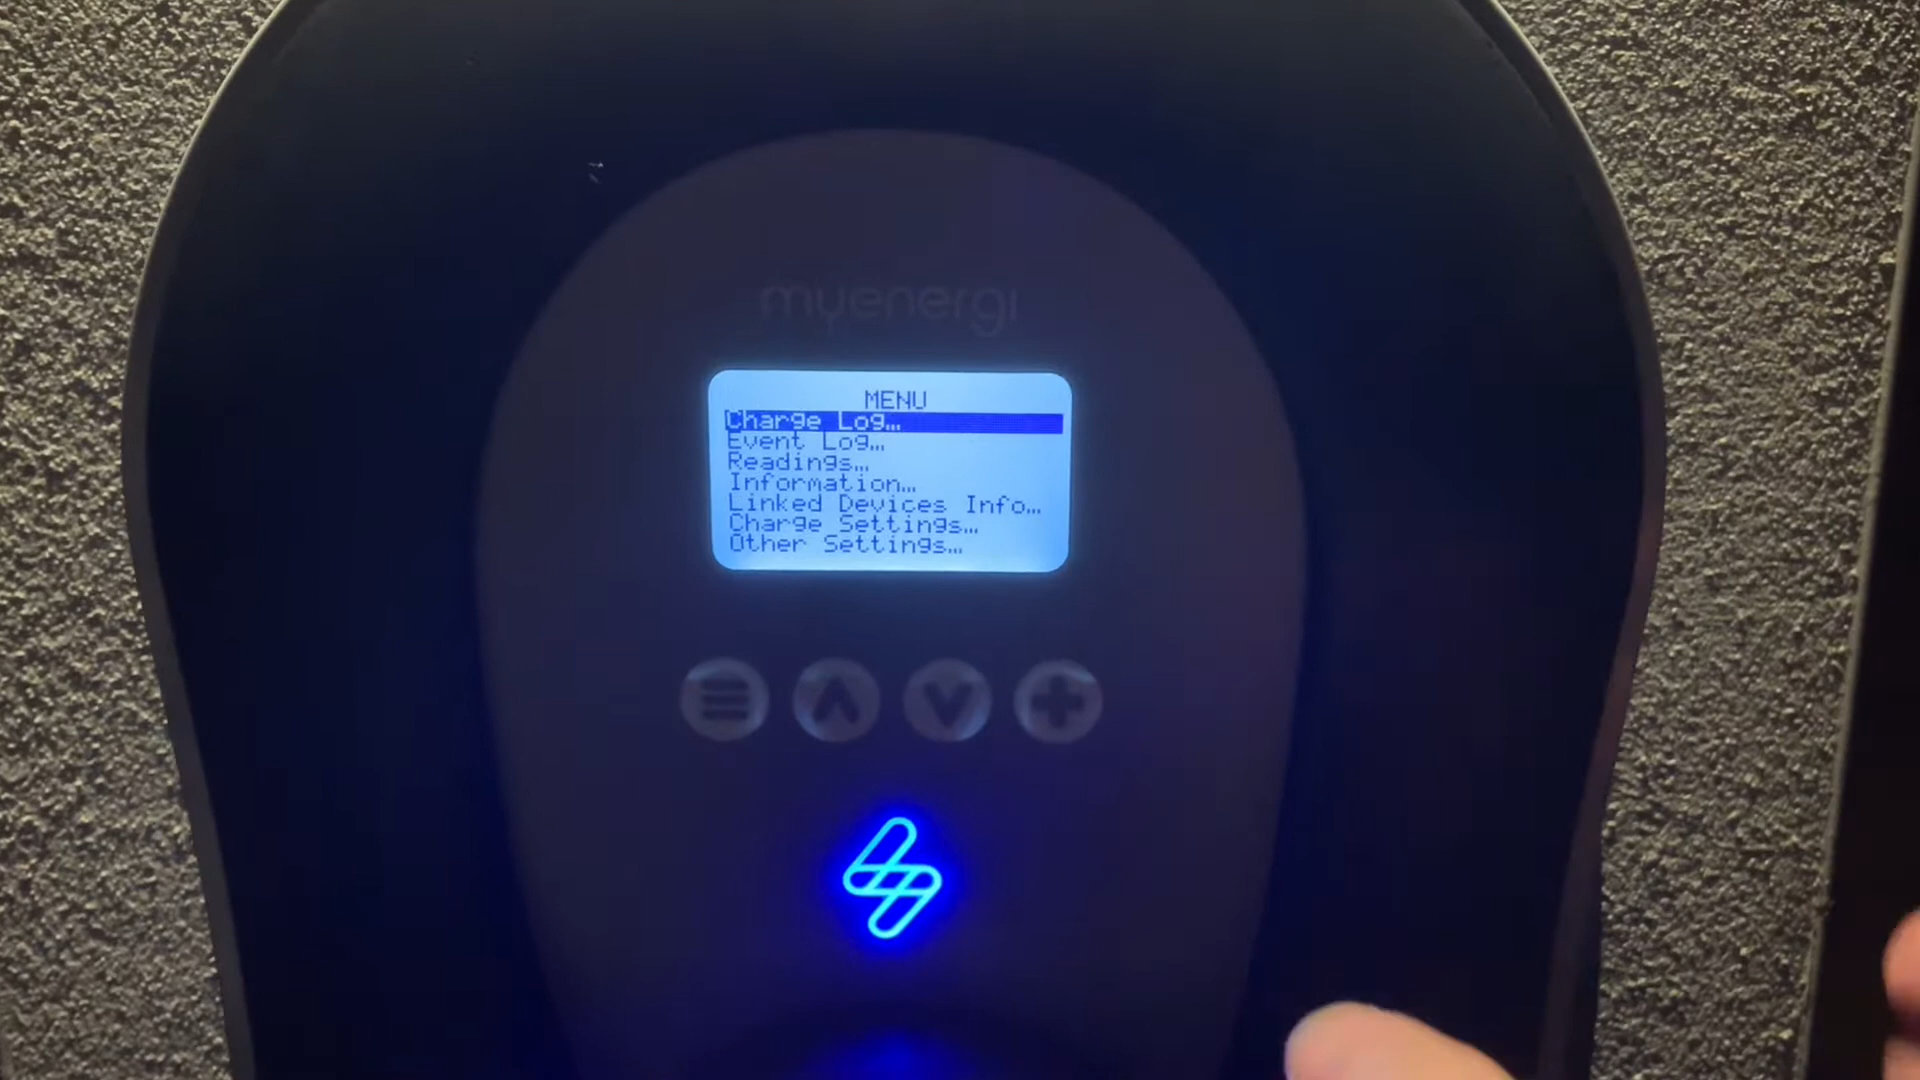 myenergi
MENU
Charge Log...
Event Log...
Readings...
Information...
Linked Devices Info...
Charge Settings...
Other Settings...